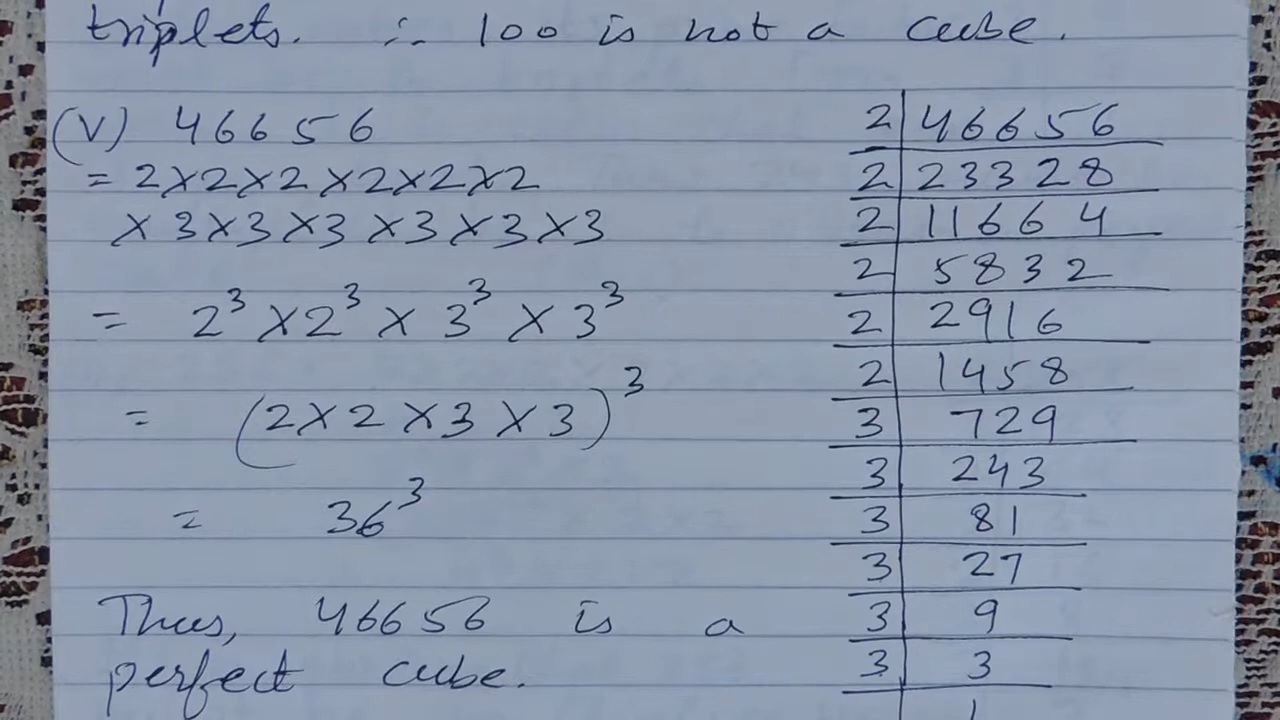 triplets. ∴ 100 is not a cube.
(V) 46656
= 2×2×2×2×2×2
×3×3×3×3×3×3
= 2³ × 2³ × 3³ × 3³
= (2×2×3×3)³
= 36³
Thus, 46656 is a
perfect cube.
2 | 46656
2 | 23328
2 | 11664
2 | 5832
2 | 2916
2 | 1458
3 | 729
3 | 243
3 | 81
3 | 27
3 | 9
3 | 3
1